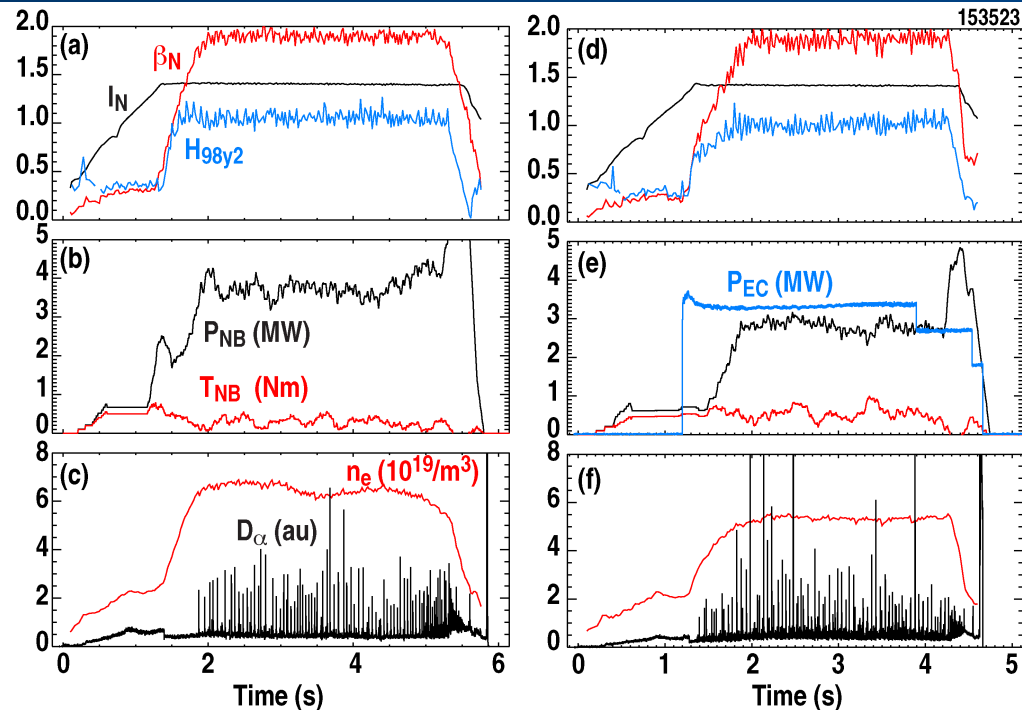 153523
2.0
1.5
1.0
0.5
0.0
(a)
βN
IN
H98y2
2.0
1.5
1.0
0.5
0.0
(d)
5
4
3
2
1
0
(b)
PNB (MW)
TNB (Nm)
5
4
3
2
1
0
(e)
PEC (MW)
8
6
4
2
0
(c)
ne (10^19/m^3)
Dα (au)
0 2 4 6
Time (s)
8
6
4
2
0
(f)
0 1 2 3 4 5
Time (s)